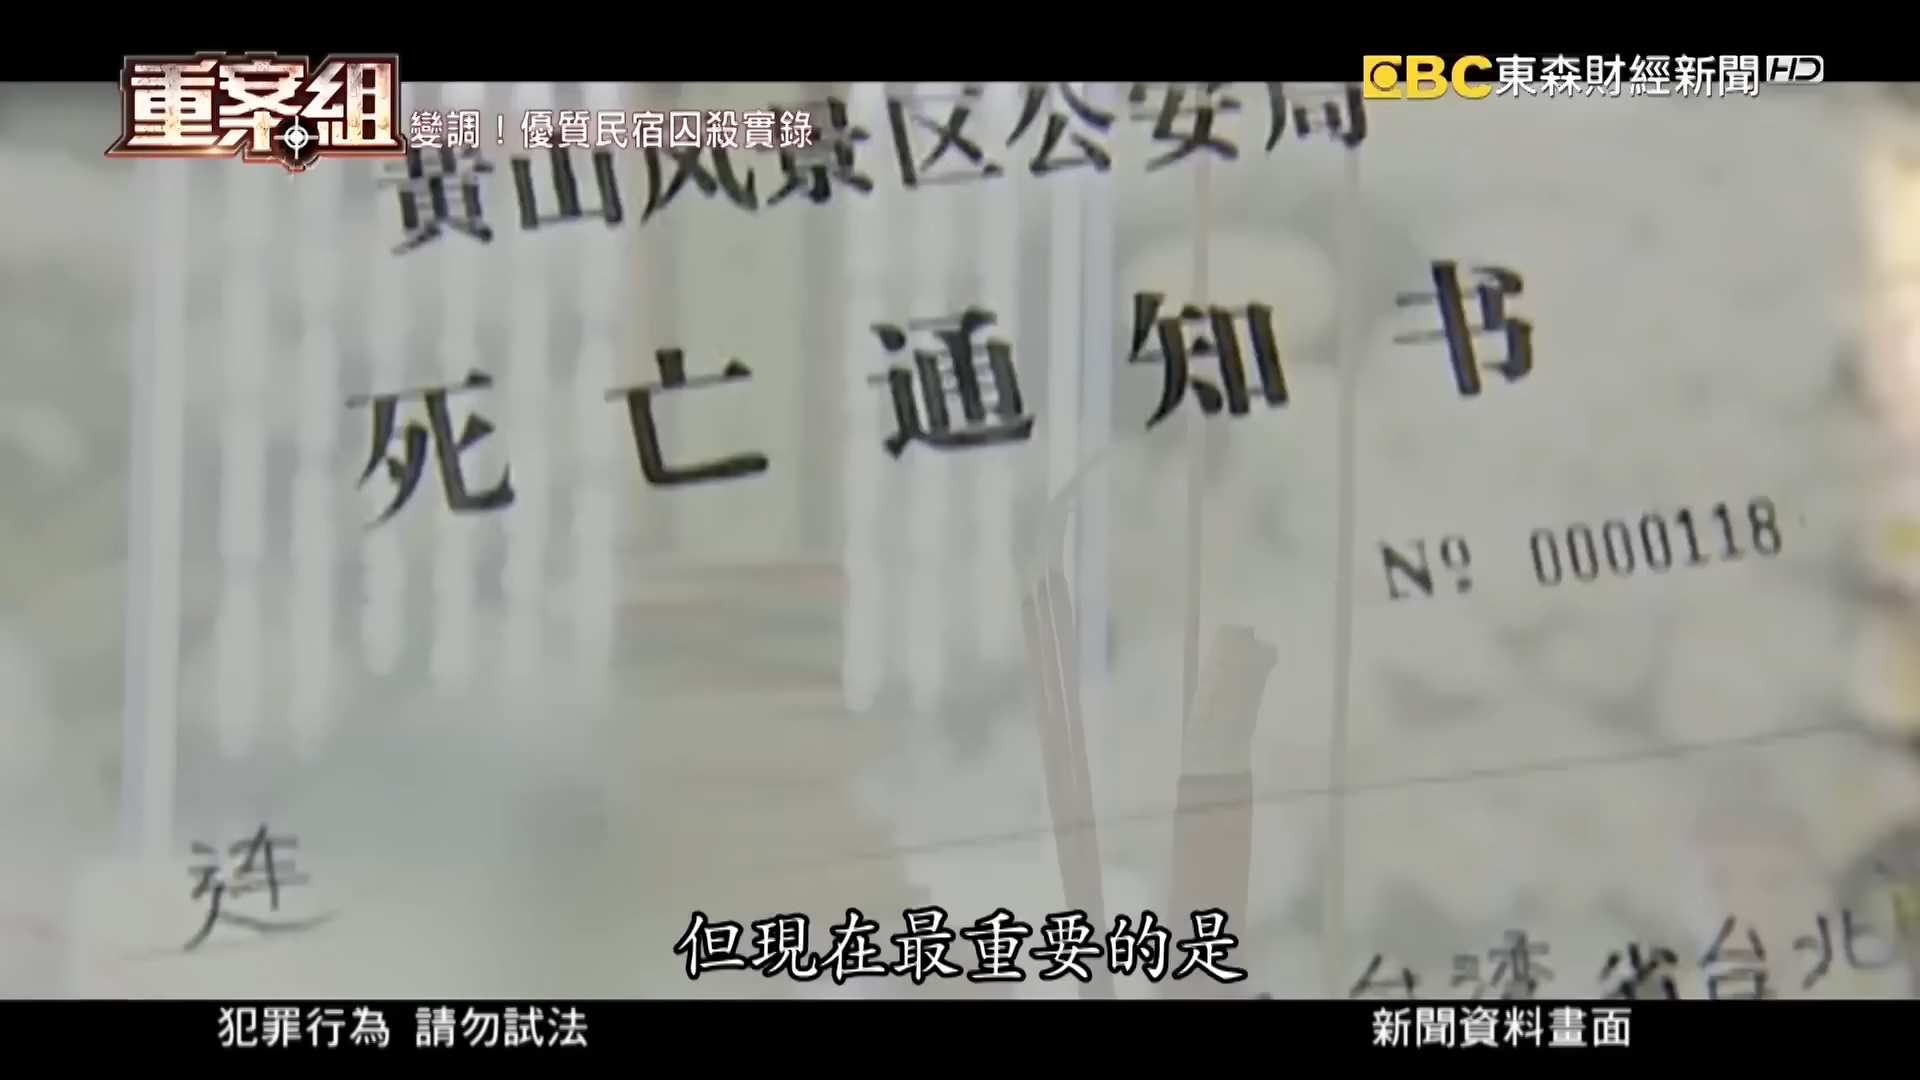 重案組
變調！優質民宿囚殺實錄
EBC東森財經新聞HD
黄山风景区公安局
死亡通知书
Nº 0000118
连
台湾省台北
但現在最重要的是
犯罪行為 請勿試法
新聞資料畫面